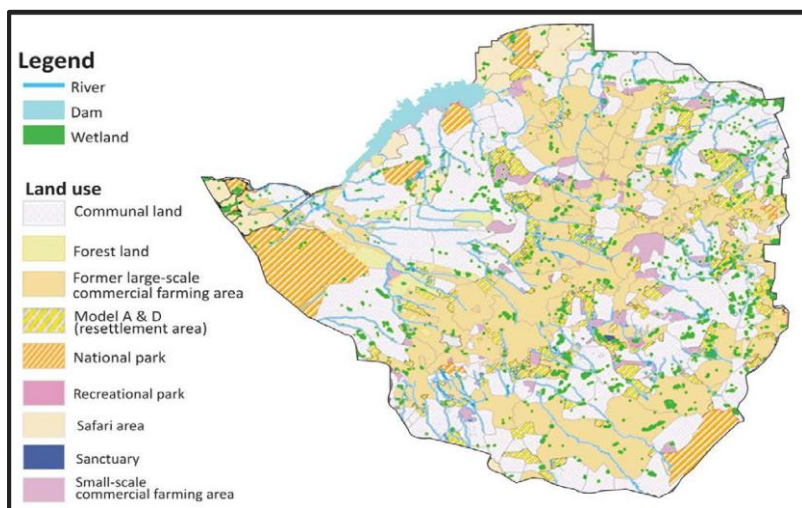 Legend
River
Dam
Wetland
Land use
Communal land
Forest land
Former large-scale
commercial farming area
Model A & D
(resettlement area)
National park
Recreational park
Safari area
Sanctuary
Small-scale
commercial farming area